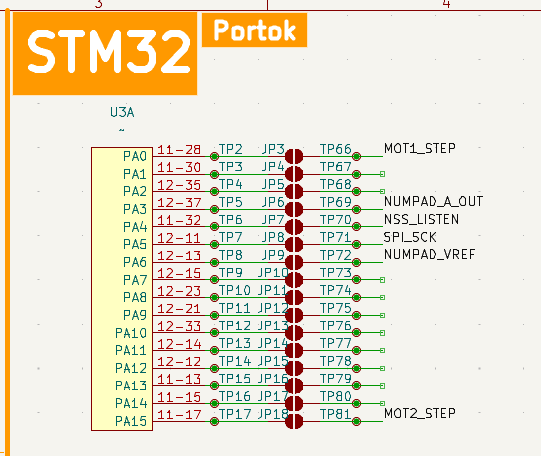 3
4
STM32
Portok
U3A
~
PA0 11-28 TP2 JP3 TP66 MOT1_STEP
PA1 11-30 TP3 JP4 TP67
PA2 12-35 TP4 JP5 TP68
PA3 12-37 TP5 JP6 TP69 NUMPAD_A_OUT
PA4 11-32 TP6 JP7 TP70 NSS_LISTEN
PA5 12-11 TP7 JP8 TP71 SPI_SCK
PA6 12-13 TP8 JP9 TP72 NUMPAD_VREF
PA7 12-15 TP9 JP10 TP73
PA8 12-23 TP10 JP11 TP74
PA9 12-21 TP11 JP12 TP75
PA10 12-33 TP12 JP13 TP76
PA11 12-14 TP13 JP14 TP77
PA12 12-12 TP14 JP15 TP78
PA13 11-13 TP15 JP16 TP79
PA14 11-15 TP16 JP17 TP80
PA15 11-17 TP17 JP18 TP81 MOT2_STEP